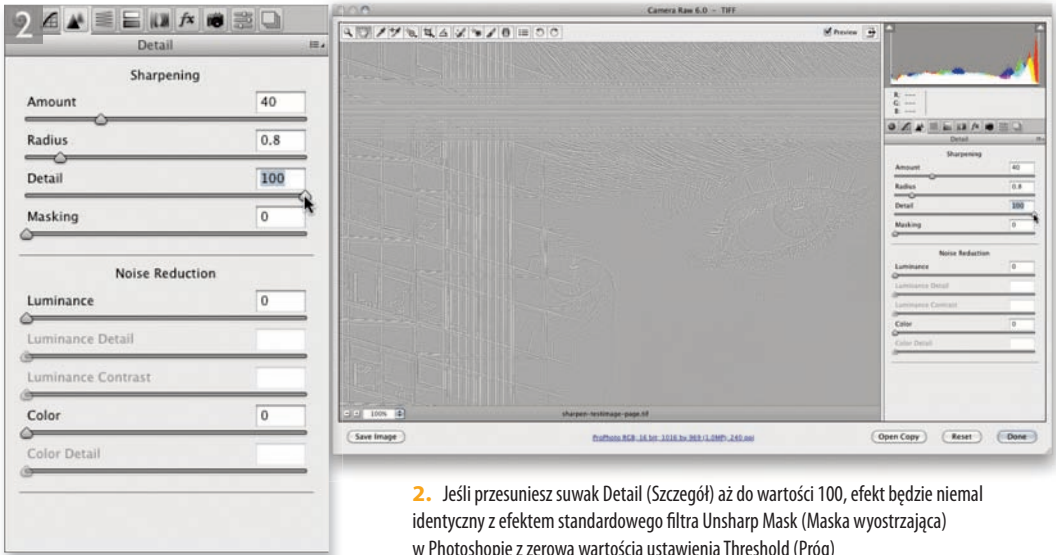 2
Detail
Sharpening
Amount 40
Radius 0.8
Detail 100
Masking 0
Noise Reduction
Luminance 0
Luminance Detail
Luminance Contrast
Color 0
Color Detail
Camera Raw 6.0 - TIFF
Preview
R: ---
G: ---
B: ---
Detail
Sharpening
Amount 40
Radius 0.8
Detail 100
Masking 0
Noise Reduction
Luminance 0
Luminance Detail
Luminance Contrast
Color 0
Color Detail
100% sharpen-testimage-page.tif
Save Image ProPhoto RGB; 16 bit; 1016 by 969 (1.0MP); 240 ppi Open Copy Reset Done
2. Jeśli przesuniesz suwak Detail (Szczegół) aż do wartości 100, efekt będzie niemal
identyczny z efektem standardowego filtra Unsharp Mask (Maska wyostrzająca)
w Photoshopie z zerową wartością ustawienia Threshold (Próg)